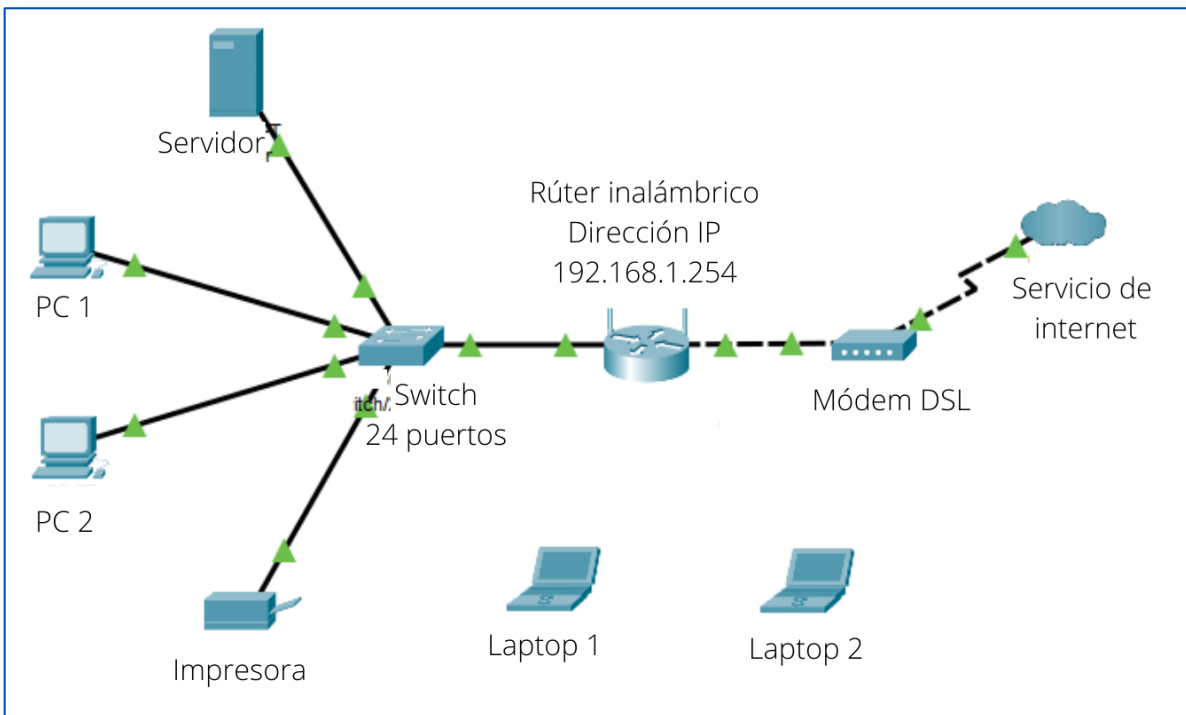 Servidor
Rúter inalámbrico
Dirección IP
192.168.1.254
PC 1
Servicio de
internet
Switch
24 puertos
Módem DSL
PC 2
Laptop 1
Laptop 2
Impresora